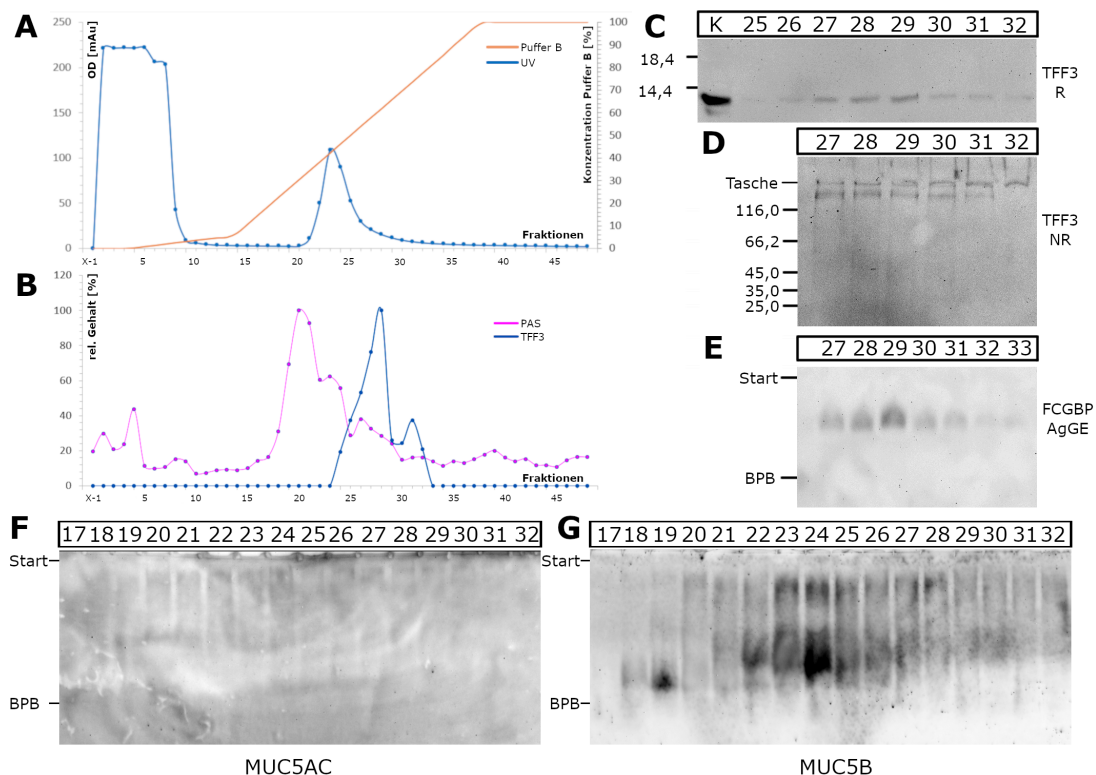 A
OD [mAu]
250
200
150
100
50
0
Puffer B
UV
100
90
80
70
60
50
40
30
20
10
0
Konzentration Puffer B [%]
Fraktionen
X-1 5 10 15 20 25 30 35 40 45
B
rel. Gehalt [%]
120
100
80
60
40
20
0
PAS
TFF3
Fraktionen
X-1 5 10 15 20 25 30 35 40 45
C
K 25 26 27 28 29 30 31 32
18,4
14,4
TFF3
R
D
27 28 29 30 31 32
Tasche
116,0
66,2
45,0
35,0
25,0
TFF3
NR
E
27 28 29 30 31 32 33
Start
BPB
FCGBP
AgGE
F
17 18 19 20 21 22 23 24 25 26 27 28 29 30 31 32
Start
BPB
MUC5AC
G
17 18 19 20 21 22 23 24 25 26 27 28 29 30 31 32
Start
BPB
MUC5B